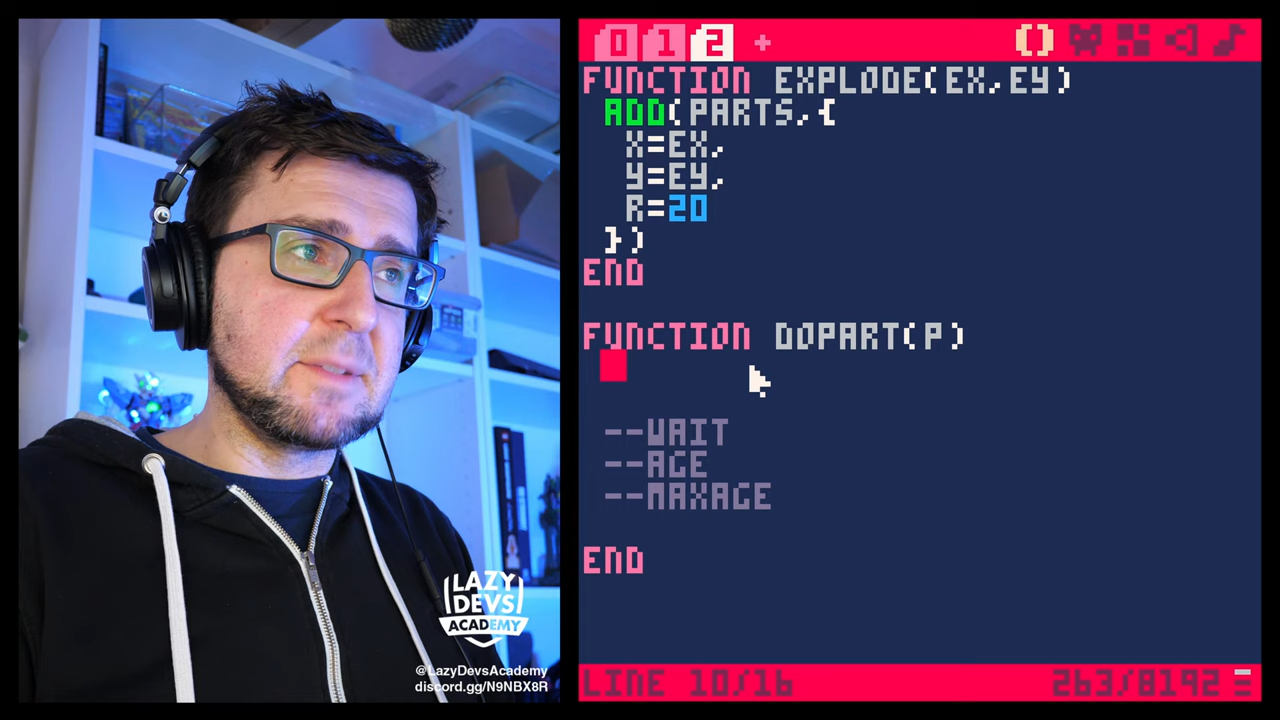 LAZY
DEVS
ACADEMY
@LazyDevsAcademy
discord.gg/N9NBX8R
0 1 2 +
FUNCTION EXPLODE(EX,EY)
ADD(PARTS,{
X=EX,
Y=EY,
R=20
})
END
FUNCTION DOPART(P)
--WAIT
--AGE
--MAXAGE
END
LINE 10/16
263/8192